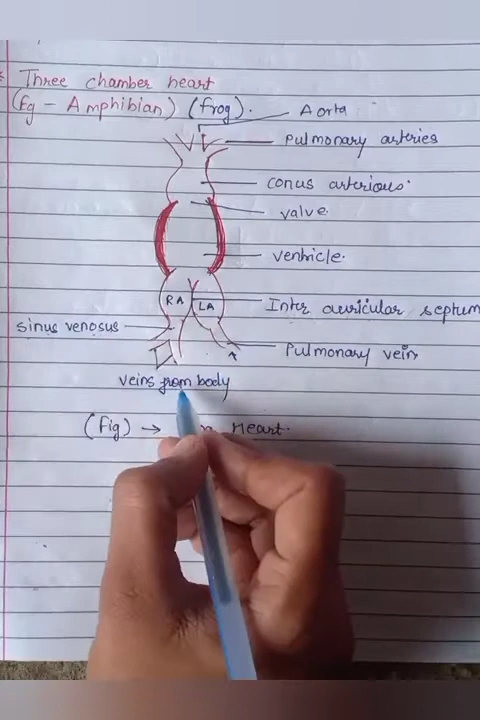 Three chamber heart
(Eg - Amphibian) (frog).
Aorta
Pulmonary arteries
conus arterious.
valve.
ventricle.
RA
LA
Inter auricular septum
sinus venosus
Pulmonary vein
veins from body
(Fig) → Heart.